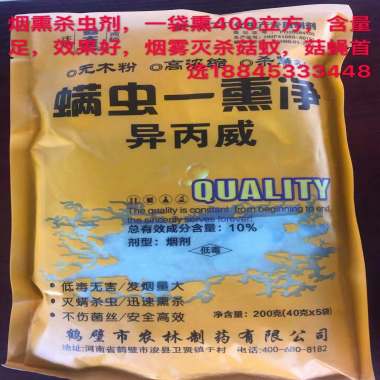 烟熏杀虫剂，一袋熏400立方，含量
足，效果好，烟雾灭杀菇蚊，菇蝇首
选18845333448
无木粉 高浓缩
螨虫一熏净
异丙威
QUALITY
The quality is constant from beginning to end
the sincerity serves forever
总有效成分含量：10%
剂型：烟剂
低毒
·低毒无害/发烟量大
·灭螨杀虫/迅速熏杀
·不伤菌丝/安全高效
净含量：200克(40克×5袋)
鹤壁市农林制药有限公司
地址：河南省鹤壁市浚县卫贤镇于村 电话：400-680-8182